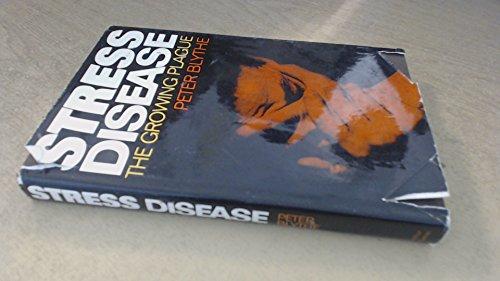 STRESS
DISEASE
THE GROWING PLAGUE
PETER BLYTHE
STRESS DISEASE
PETER
BLYTHE